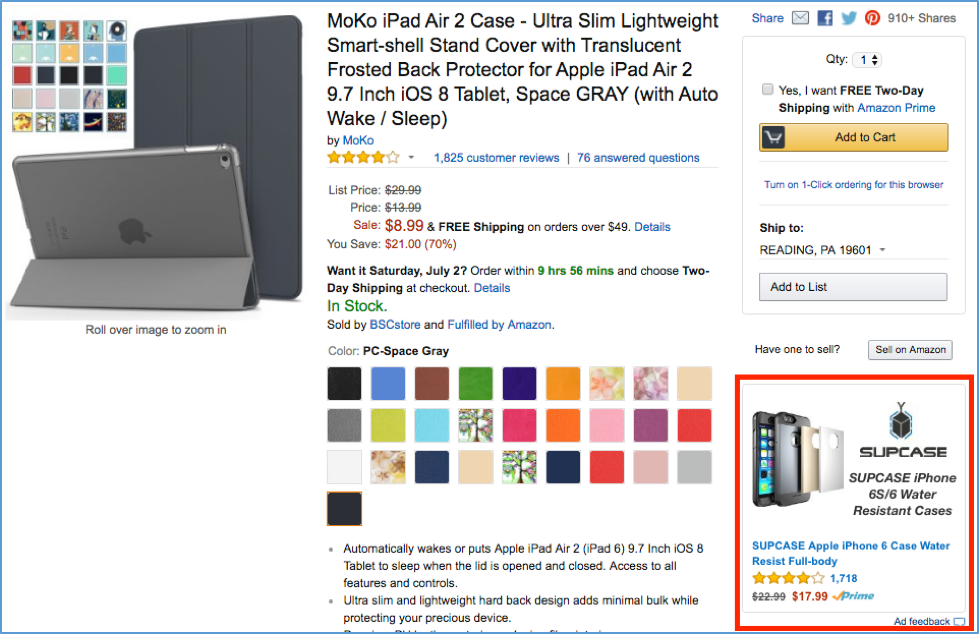 MoKo iPad Air 2 Case - Ultra Slim Lightweight
Smart-shell Stand Cover with Translucent
Frosted Back Protector for Apple iPad Air 2
9.7 Inch iOS 8 Tablet, Space GRAY (with Auto
Wake / Sleep)
by MoKo
1,825 customer reviews | 76 answered questions
List Price: $29.99
Price: $13.99
Sale: $8.99 & FREE Shipping on orders over $49. Details
You Save: $21.00 (70%)
Want it Saturday, July 2? Order within 9 hrs 56 mins and choose Two-
Day Shipping at checkout. Details
In Stock.
Sold by BSCstore and Fulfilled by Amazon.
Color: PC-Space Gray
Automatically wakes or puts Apple iPad Air 2 (iPad 6) 9.7 Inch iOS 8
Tablet to sleep when the lid is opened and closed. Access to all
features and controls.
Ultra slim and lightweight hard back design adds minimal bulk while
protecting your precious device.
Roll over image to zoom in
Share 910+ Shares
Qty: 1
Yes, I want FREE Two-Day
Shipping with Amazon Prime
Add to Cart
Turn on 1-Click ordering for this browser
Ship to:
READING, PA 19601
Add to List
Have one to sell? Sell on Amazon
SUPCASE
SUPCASE iPhone
6S/6 Water
Resistant Cases
SUPCASE Apple iPhone 6 Case Water
Resist Full-body
1,718
$22.99 $17.99 Prime
Ad feedback